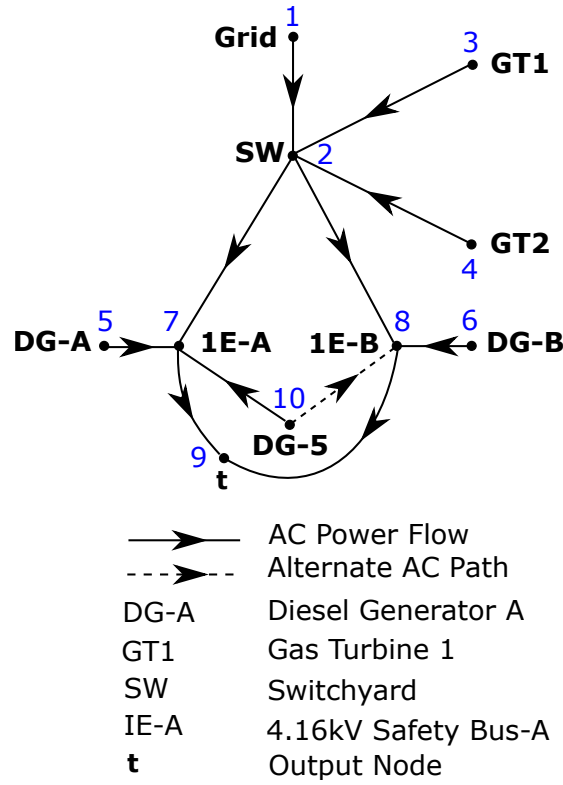 1
Grid
3
GT1
SW 2
GT2
4
5 7 8 6
DG-A 1E-A 1E-B DG-B
10
DG-5
9
t
AC Power Flow
Alternate AC Path
DG-A Diesel Generator A
GT1 Gas Turbine 1
SW Switchyard
IE-A 4.16kV Safety Bus-A
t Output Node